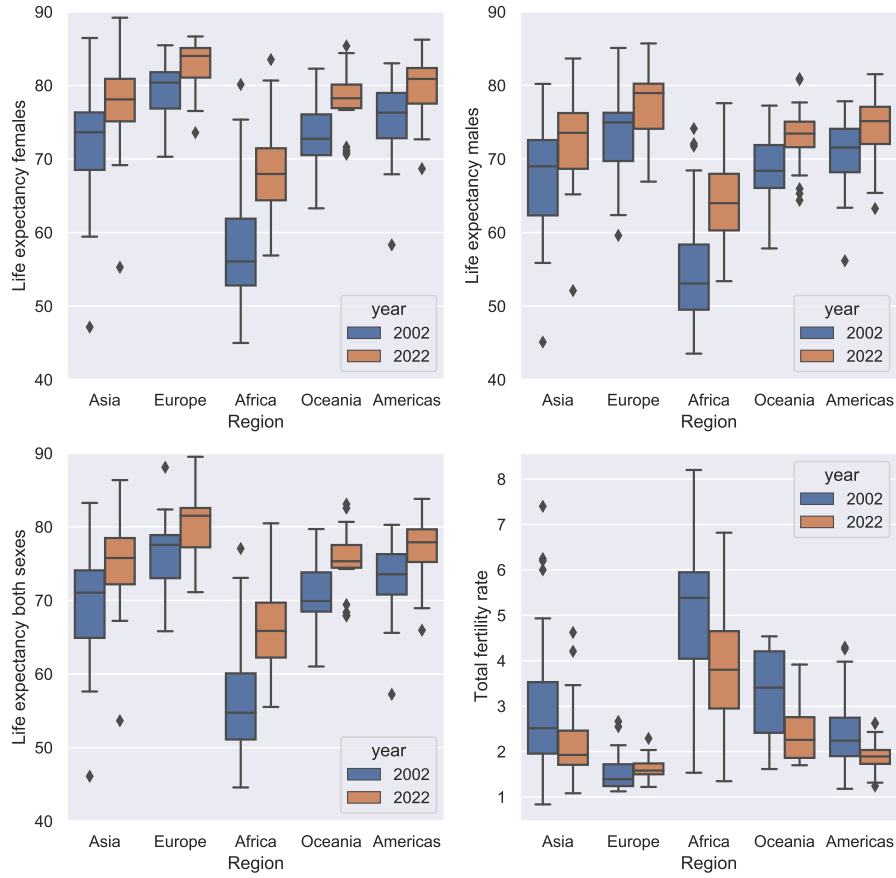 90
80
70
60
50
40
Life expectancy females
year
2002
2022
Asia Europe Africa Oceania Americas
Region
90
80
70
60
50
40
Life expectancy males
year
2002
2022
Asia Europe Africa Oceania Americas
Region
90
80
70
60
50
40
Life expectancy both sexes
year
2002
2022
Asia Europe Africa Oceania Americas
Region
8
7
6
5
4
3
2
1
Total fertility rate
year
2002
2022
Asia Europe Africa Oceania Americas
Region